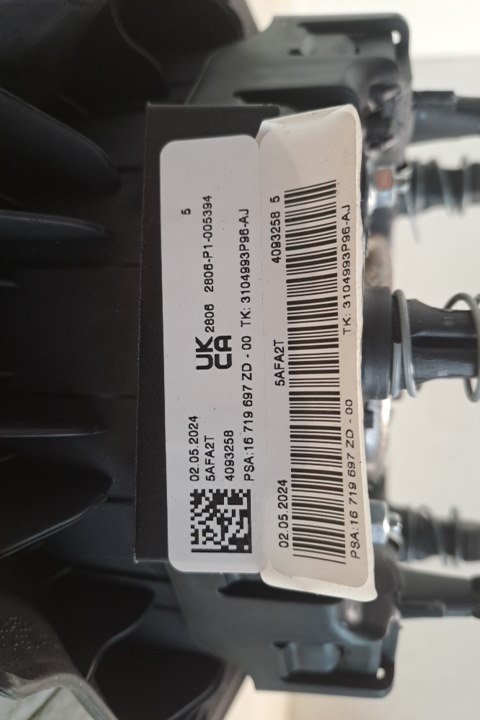 5
02.05.2024
5AFA2T
UK
CA
2806
2806-P1-005394
4093258
PSA:16 719 697 ZD - 00 TK: 3104993P96-AJ
02.05.2024 5AFA2T 4093258 5
PSA:16 719 697 ZD - 00 TK: 3104993P96-AJ